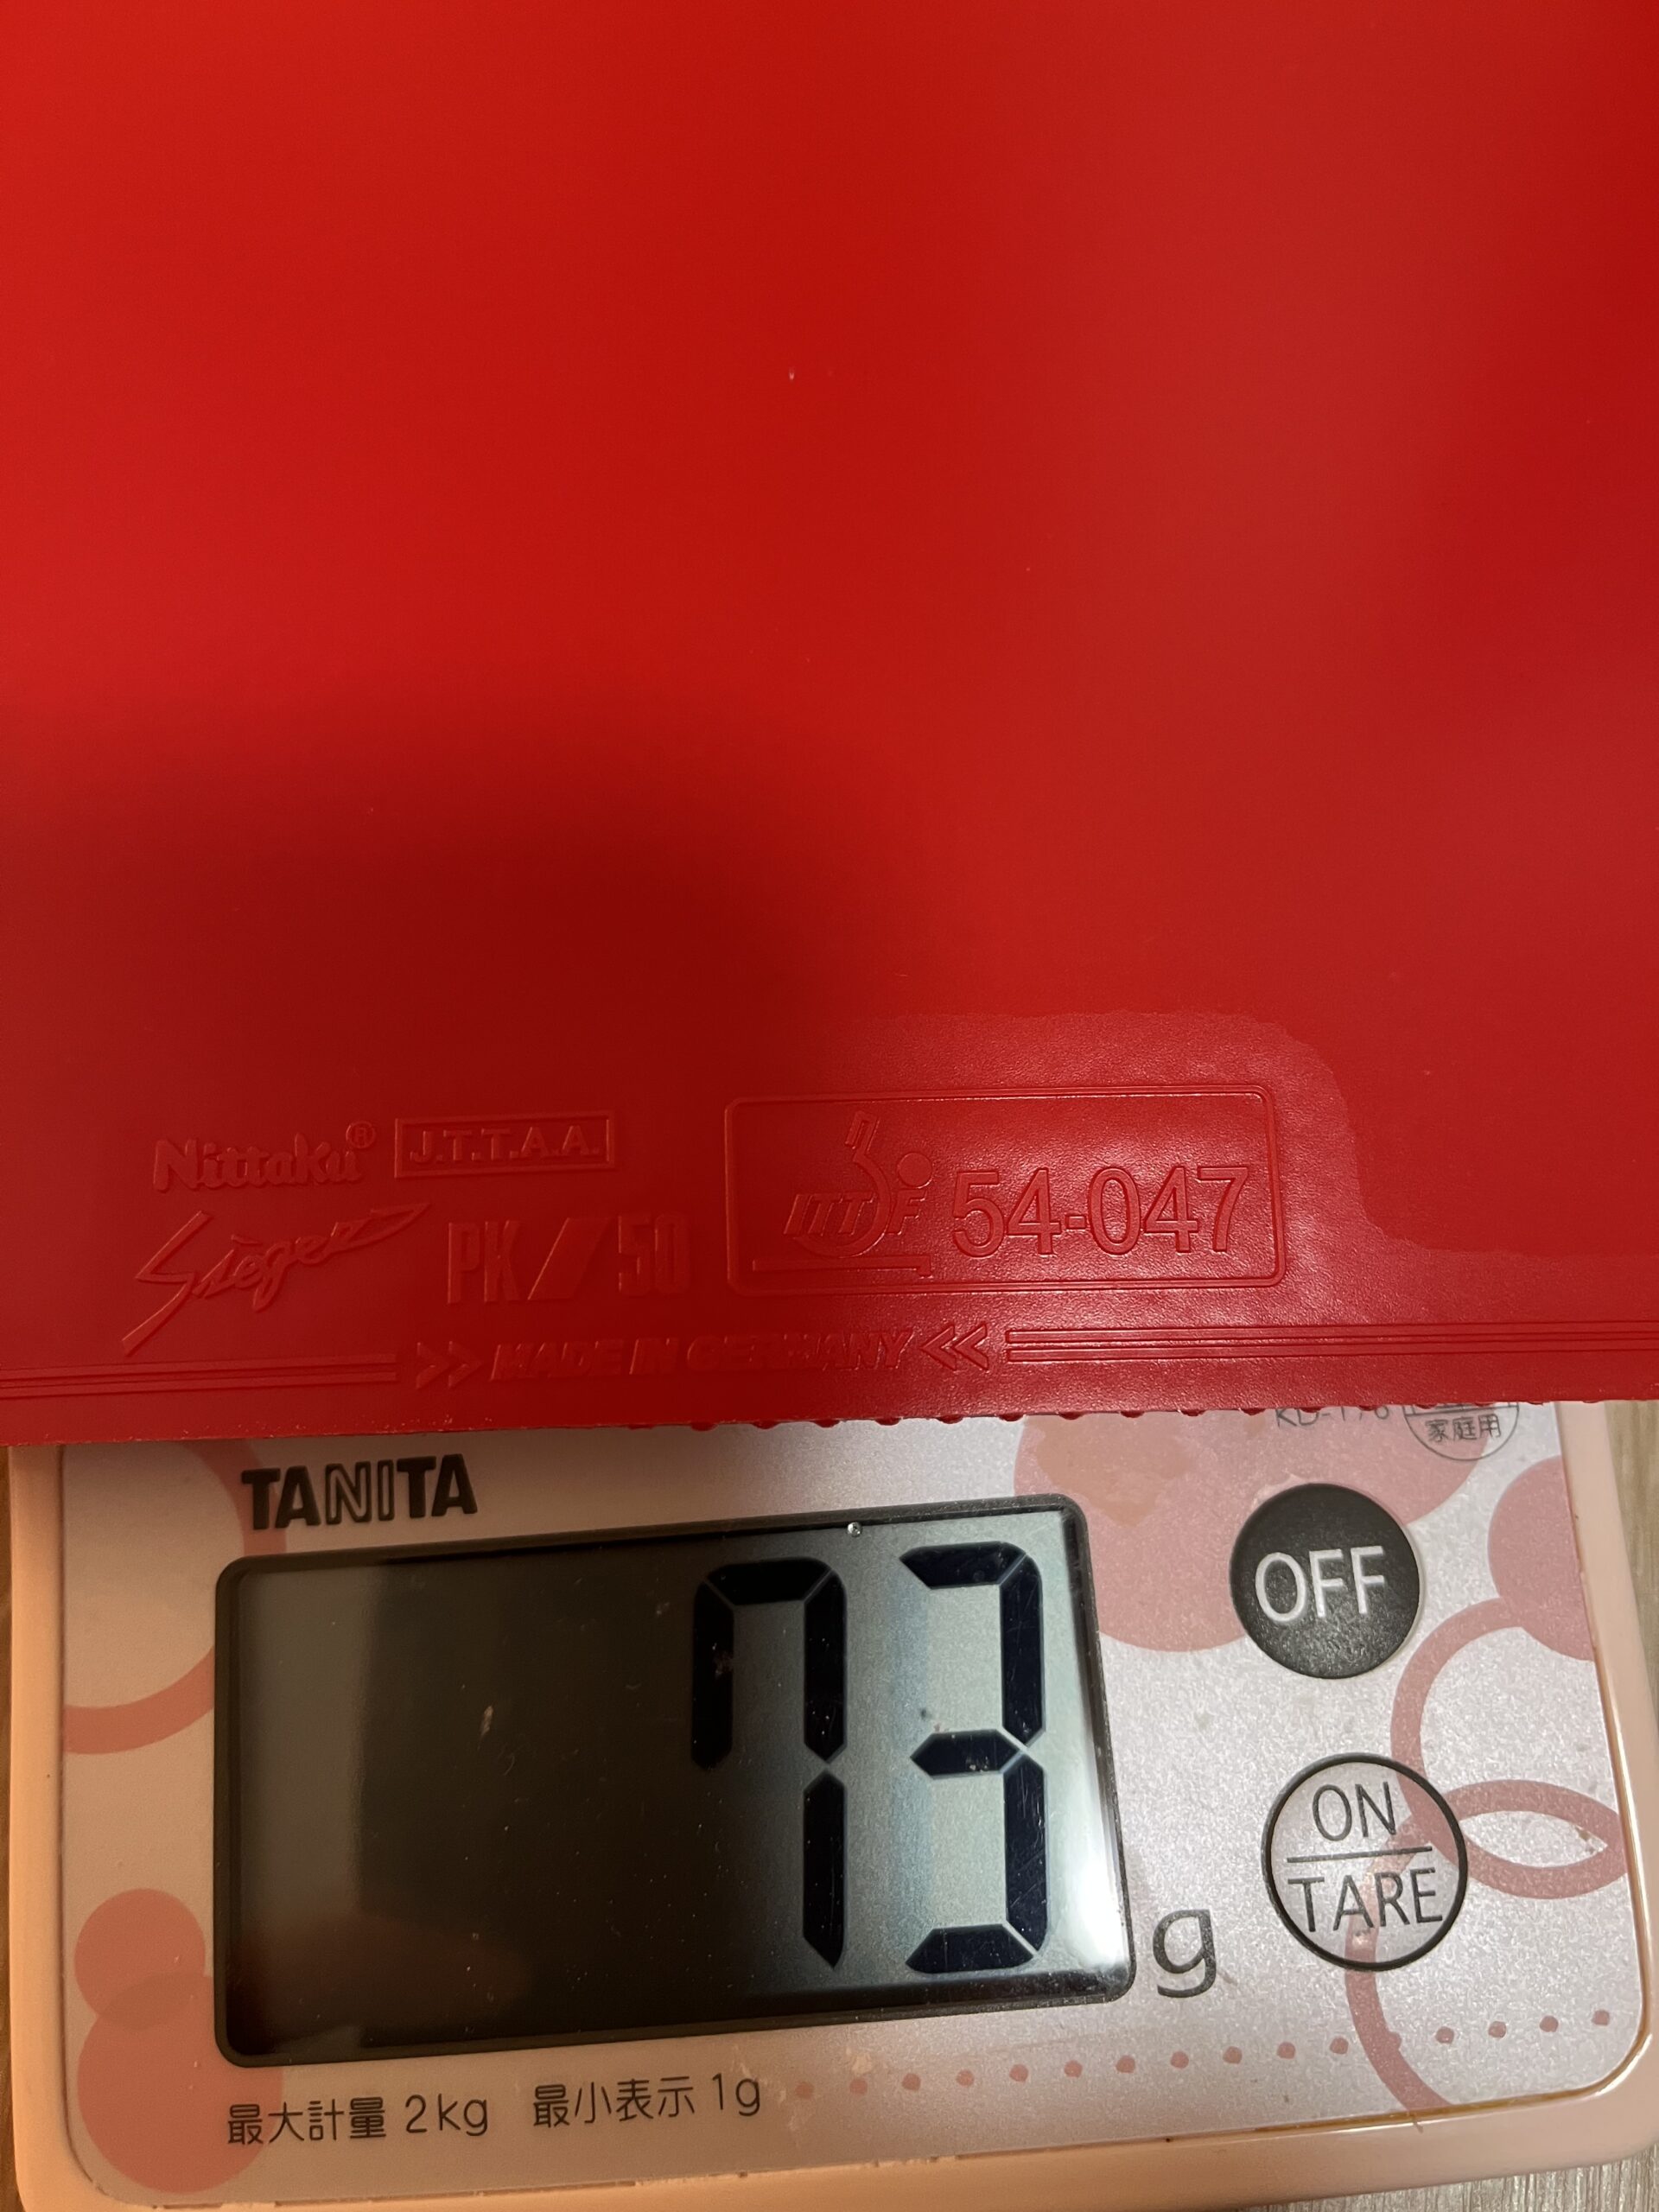 Nittaku® J.T.T.A.A.
Sieger PK/50
ITTF 54-047
>> MADE IN GERMANY <<
家庭用
TANITA
73 g
OFF
ON
TARE
最大計量 2kg 最小表示 1g